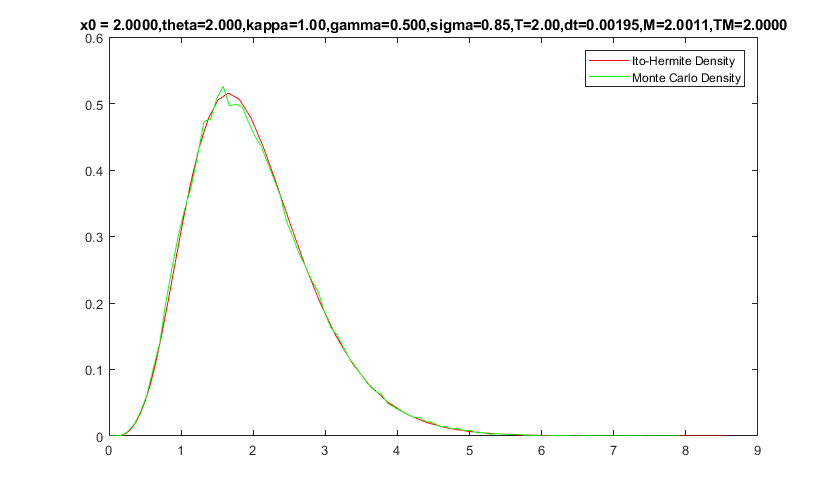 x0 = 2.0000,theta=2.000,kappa=1.00,gamma=0.500,sigma=0.85,T=2.00,dt=0.00195,M=2.0011,TM=2.0000
Ito-Hermite Density
Monte Carlo Density
0.6
0.5
0.4
0.3
0.2
0.1
0
0 1 2 3 4 5 6 7 8 9